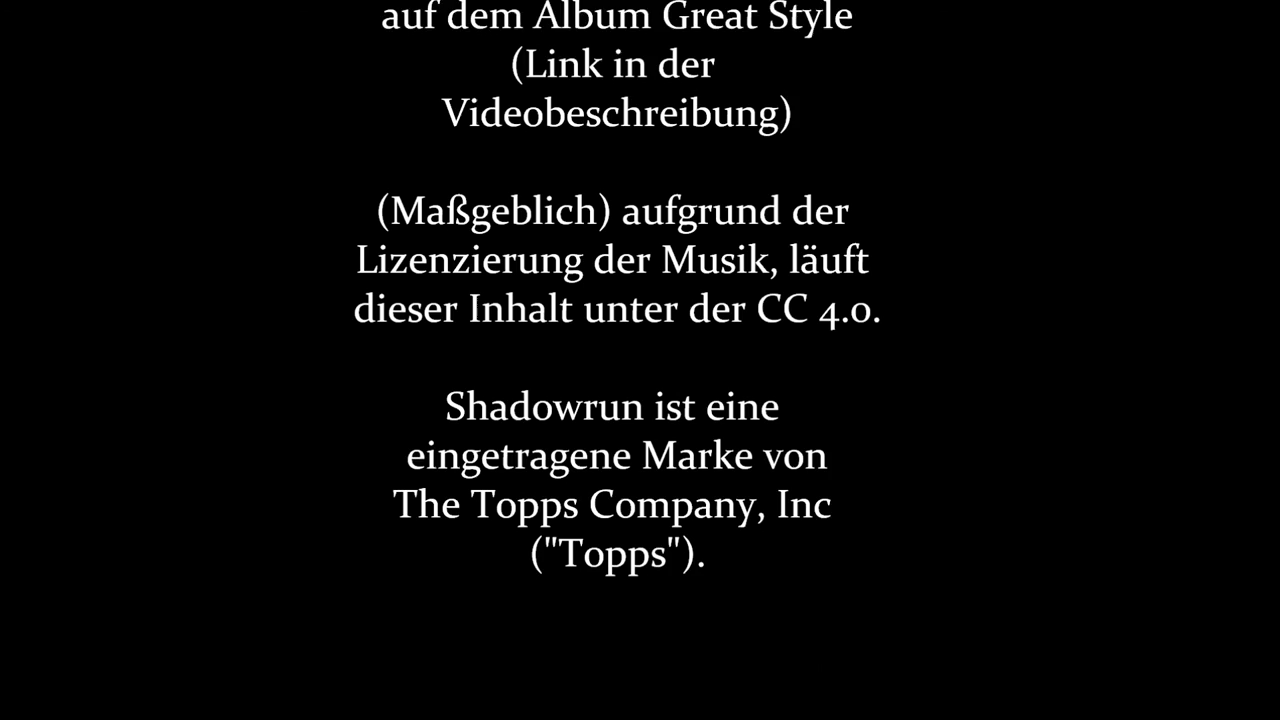 auf dem Album Great Style
(Link in der
Videobeschreibung)
(Maßgeblich) aufgrund der
Lizenzierung der Musik, läuft
dieser Inhalt unter der CC 4.0.
Shadowrun ist eine
eingetragene Marke von
The Topps Company, Inc
("Topps").